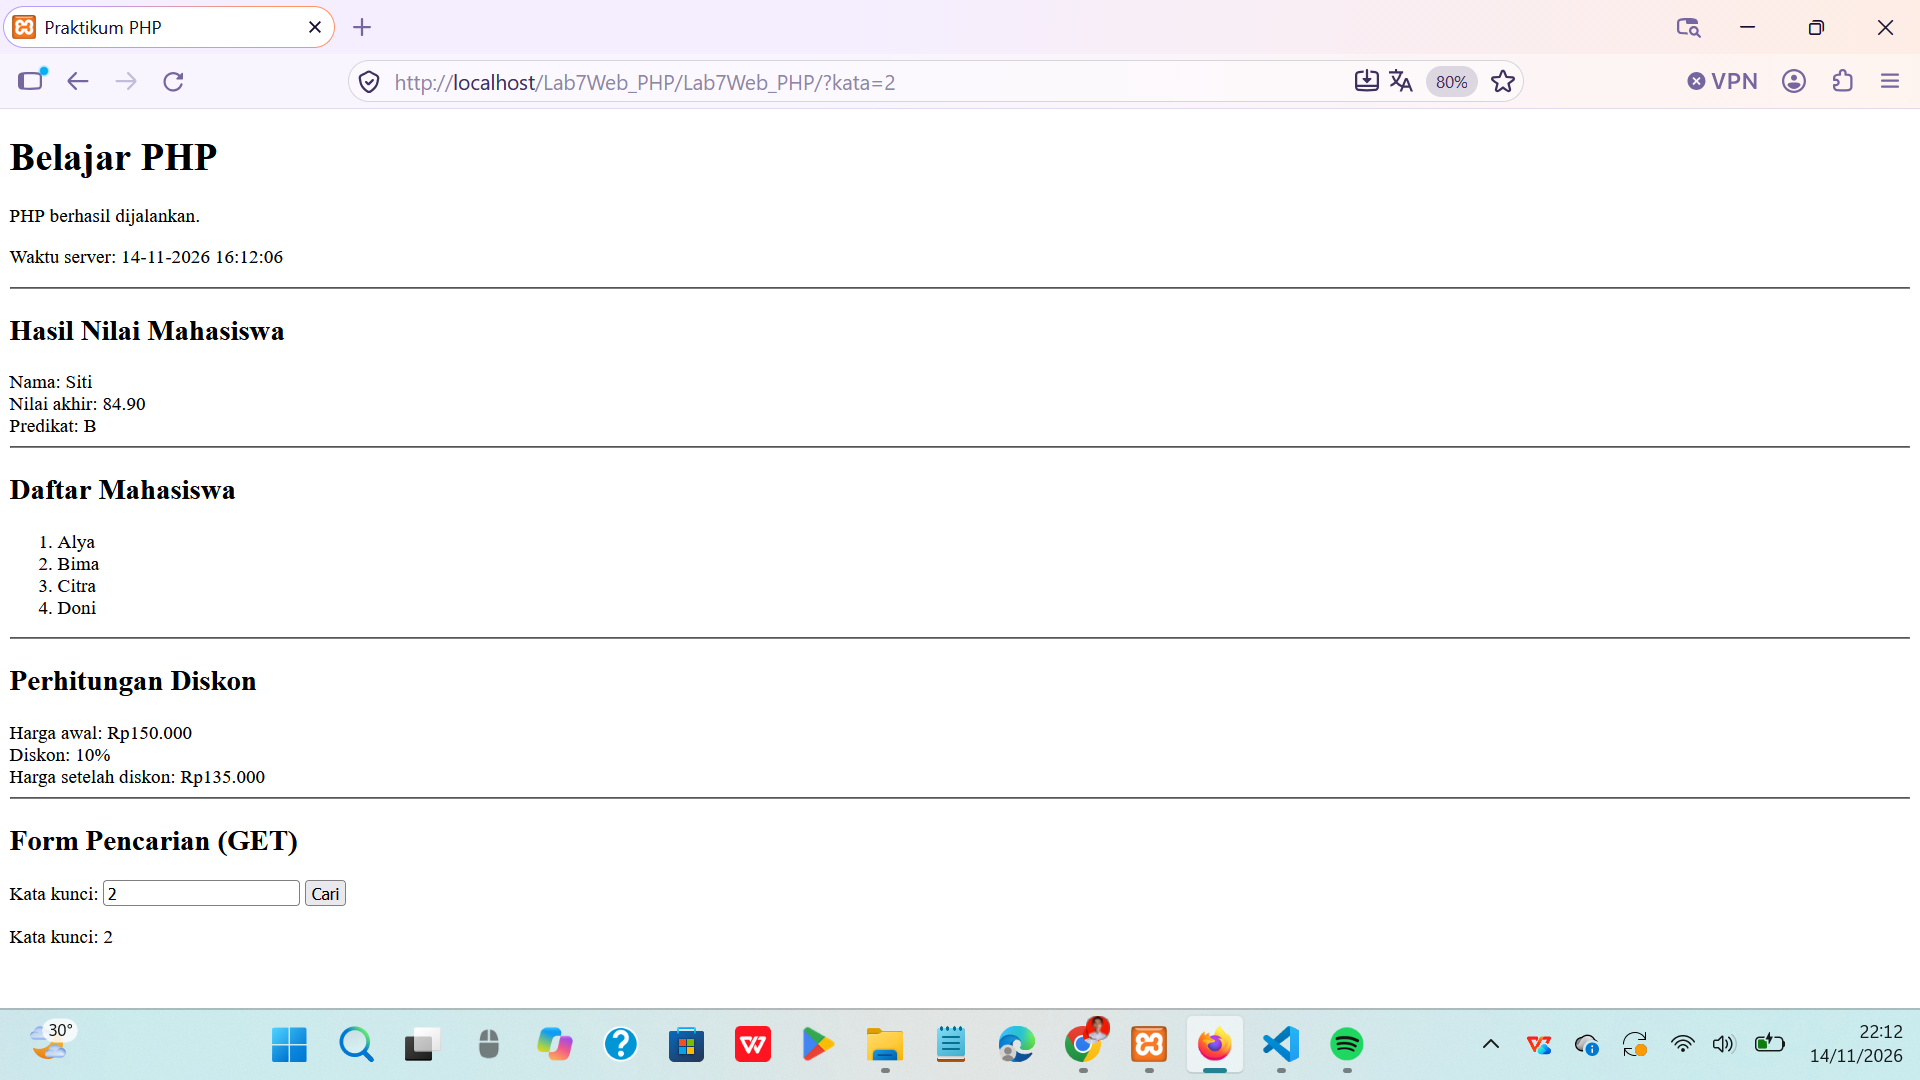 Praktikum PHP
http://localhost/Lab7Web_PHP/Lab7Web_PHP/?kata=2
80%
VPN
Belajar PHP
PHP berhasil dijalankan.
Waktu server: 14-11-2026 16:12:06
Hasil Nilai Mahasiswa
Nama: Siti
Nilai akhir: 84.90
Predikat: B
Daftar Mahasiswa
1. Alya
2. Bima
3. Citra
4. Doni
Perhitungan Diskon
Harga awal: Rp150.000
Diskon: 10%
Harga setelah diskon: Rp135.000
Form Pencarian (GET)
Kata kunci: 2 Cari
Kata kunci: 2
30°
22:12
14/11/2026